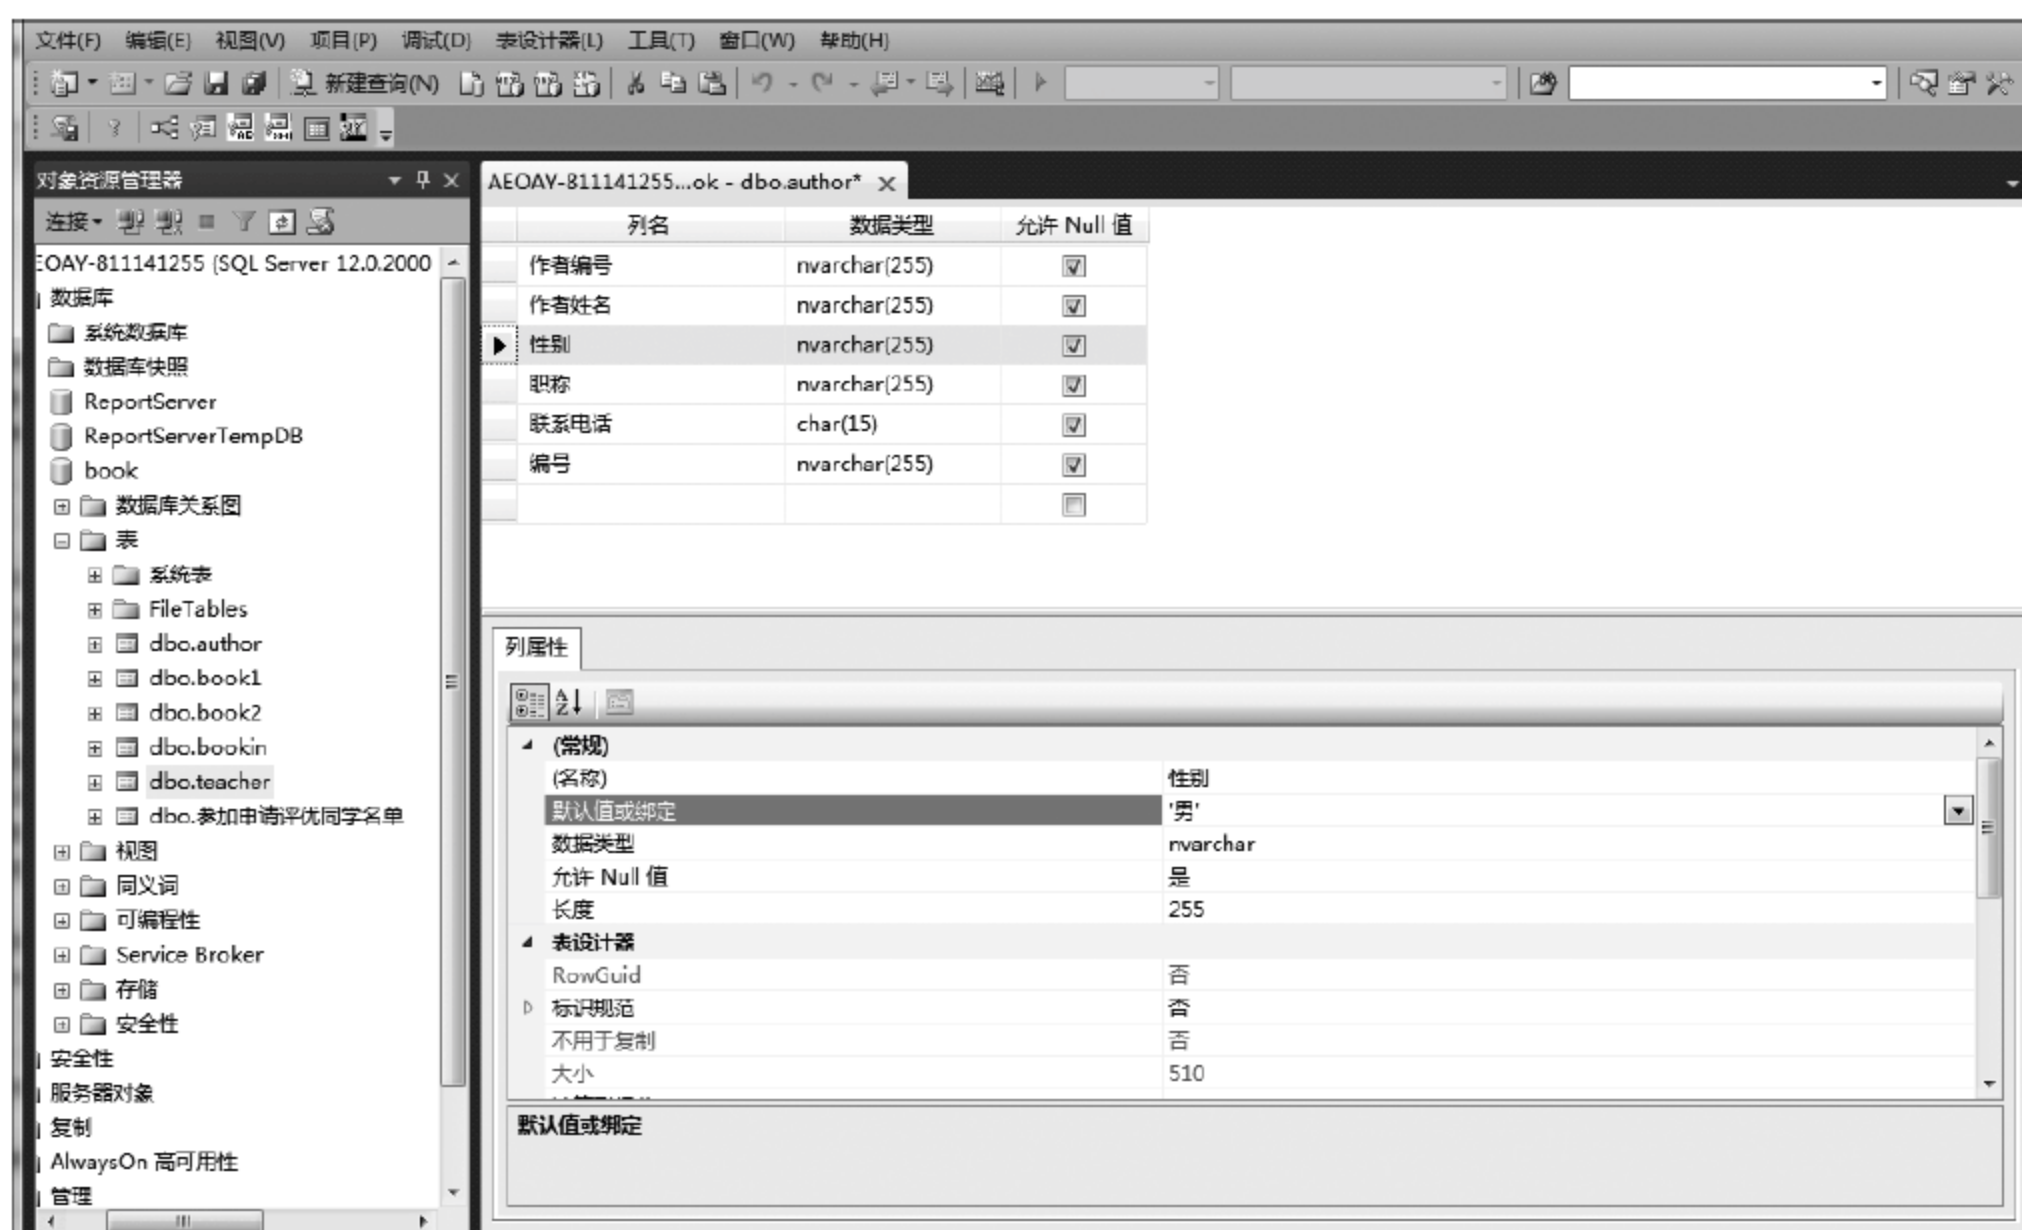 文件(F) 编辑(E) 视图(V) 项目(P) 调试(D) 表设计器(L) 工具(T) 窗口(W) 帮助(H)
新建查询(N)
对象资源管理器
连接
EOAY-811141255 (SQL Server 12.0.2000
数据库
系统数据库
数据库快照
ReportServer
ReportServerTempDB
book
数据库关系图
表
系统表
FileTables
dbo.author
dbo.book1
dbo.book2
dbo.bookin
dbo.teacher
dbo.参加申请评优同学名单
视图
同义词
可编程性
Service Broker
存储
安全性
安全性
服务器对象
复制
AlwaysOn 高可用性
管理
AEOAY-811141255...ok - dbo.author*
列名 数据类型 允许 Null 值
作者编号 nvarchar(255)
作者姓名 nvarchar(255)
性别 nvarchar(255)
职称 nvarchar(255)
联系电话 char(15)
编号 nvarchar(255)
列属性
(常规)
(名称) 性别
默认值或绑定 '男'
数据类型 nvarchar
允许 Null 值 是
长度 255
表设计器
RowGuid 否
标识规范 否
不用于复制 否
大小 510
默认值或绑定